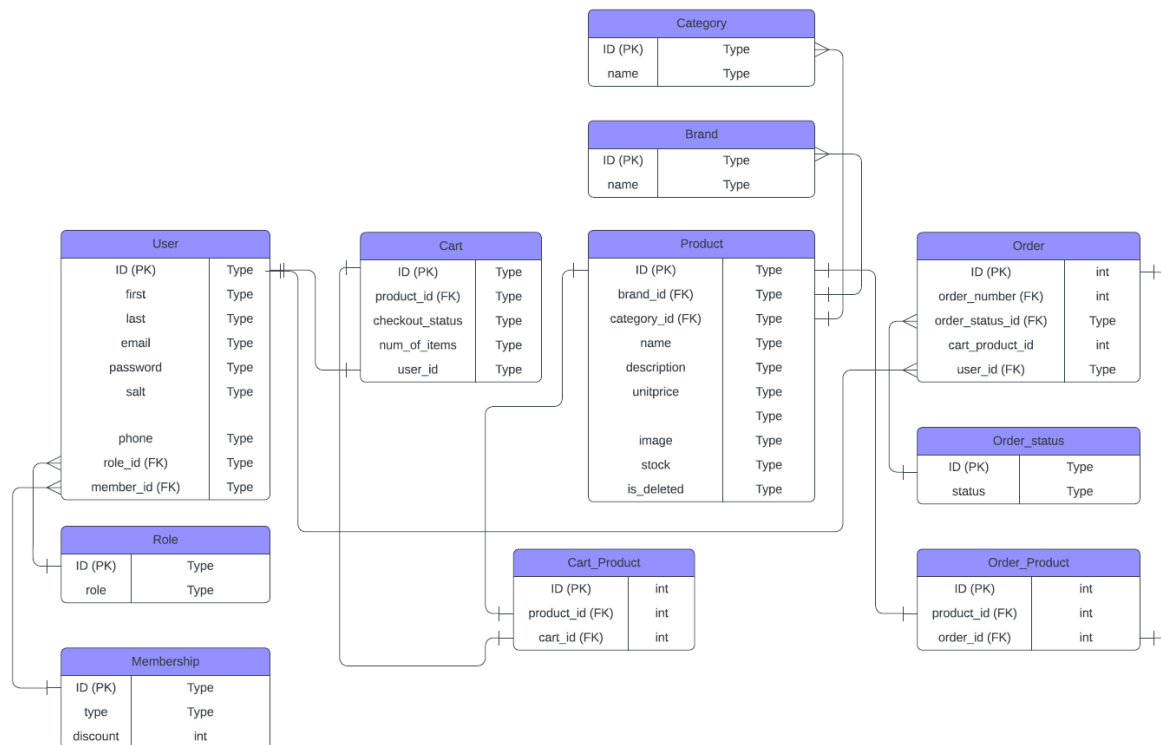 Category
ID (PK) Type
name Type
Brand
ID (PK) Type
name Type
User
ID (PK) Type
first Type
last Type
email Type
password Type
salt Type
phone Type
role_id (FK) Type
member_id (FK) Type
Cart
ID (PK) Type
product_id (FK) Type
checkout_status Type
num_of_items Type
user_id Type
Product
ID (PK) Type
brand_id (FK) Type
category_id (FK) Type
name Type
description Type
unitprice Type
Type
image Type
stock Type
is_deleted Type
Order
ID (PK) int
order_number (FK) int
order_status_id (FK) Type
cart_product_id int
user_id (FK) Type
Order_status
ID (PK) Type
status Type
Role
ID (PK) Type
role Type
Cart_Product
ID (PK) int
product_id (FK) int
cart_id (FK) int
Order_Product
ID (PK) int
product_id (FK) int
order_id (FK) int
Membership
ID (PK) Type
type Type
discount int